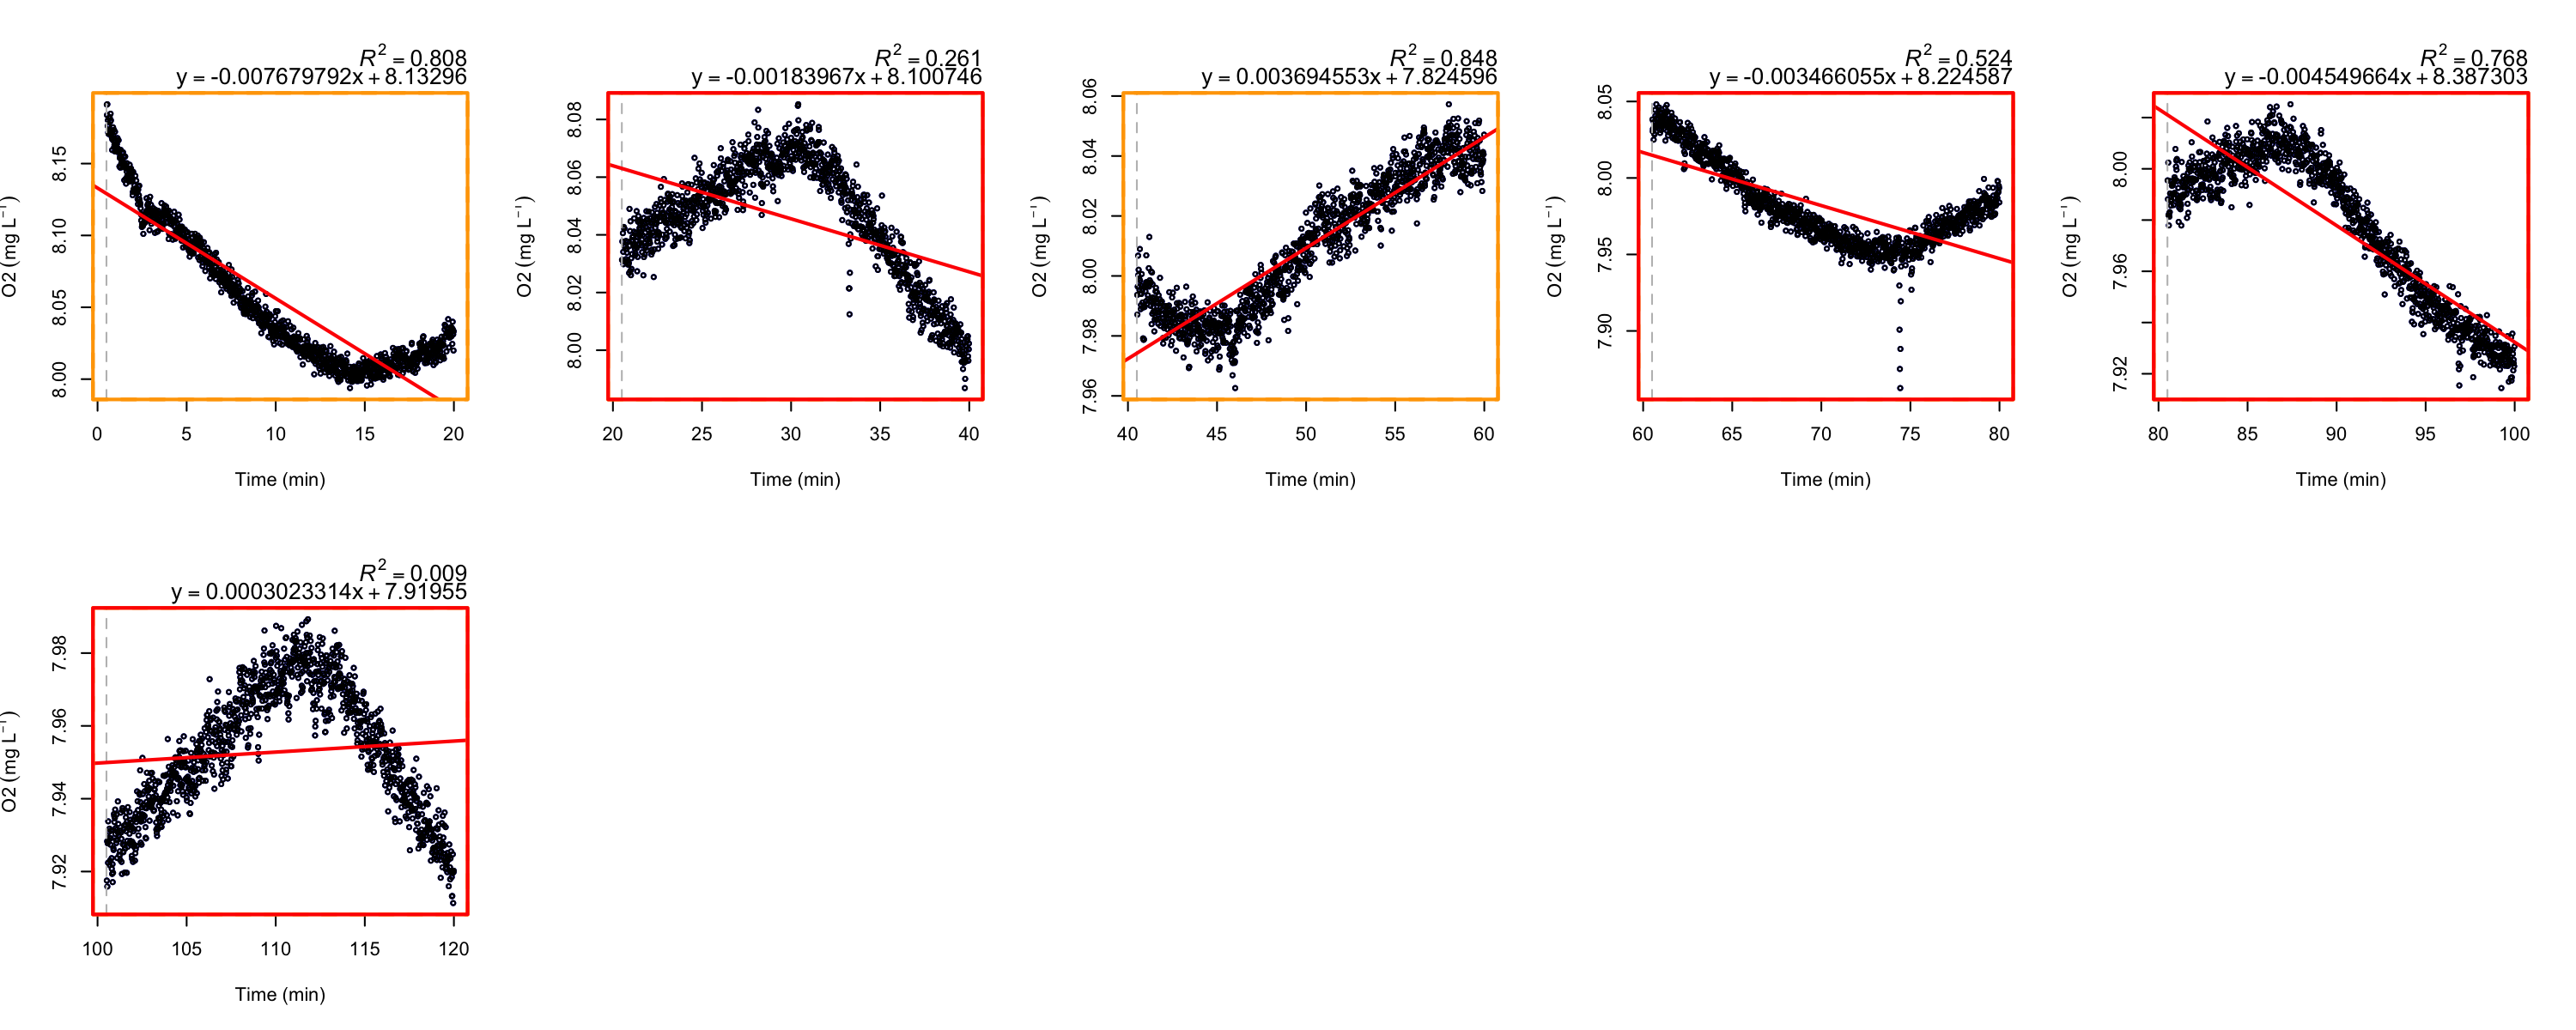 R² = 0.808
y = -0.007679792x + 8.13296
O2 (mg L⁻¹)
8.15
8.10
8.05
8.00
0 5 10 15 20
Time (min)
R² = 0.261
y = -0.00183967x + 8.100746
O2 (mg L⁻¹)
8.08
8.06
8.04
8.02
8.00
20 25 30 35 40
Time (min)
R² = 0.848
y = 0.003694553x + 7.824596
O2 (mg L⁻¹)
8.06
8.04
8.02
8.00
7.98
7.96
40 45 50 55 60
Time (min)
R² = 0.524
y = -0.003466055x + 8.224587
O2 (mg L⁻¹)
8.05
8.00
7.95
7.90
60 65 70 75 80
Time (min)
R² = 0.768
y = -0.004549664x + 8.387303
O2 (mg L⁻¹)
8.00
7.96
7.92
80 85 90 95 100
Time (min)
R² = 0.009
y = 0.0003023314x + 7.91955
O2 (mg L⁻¹)
7.98
7.96
7.94
7.92
100 105 110 115 120
Time (min)